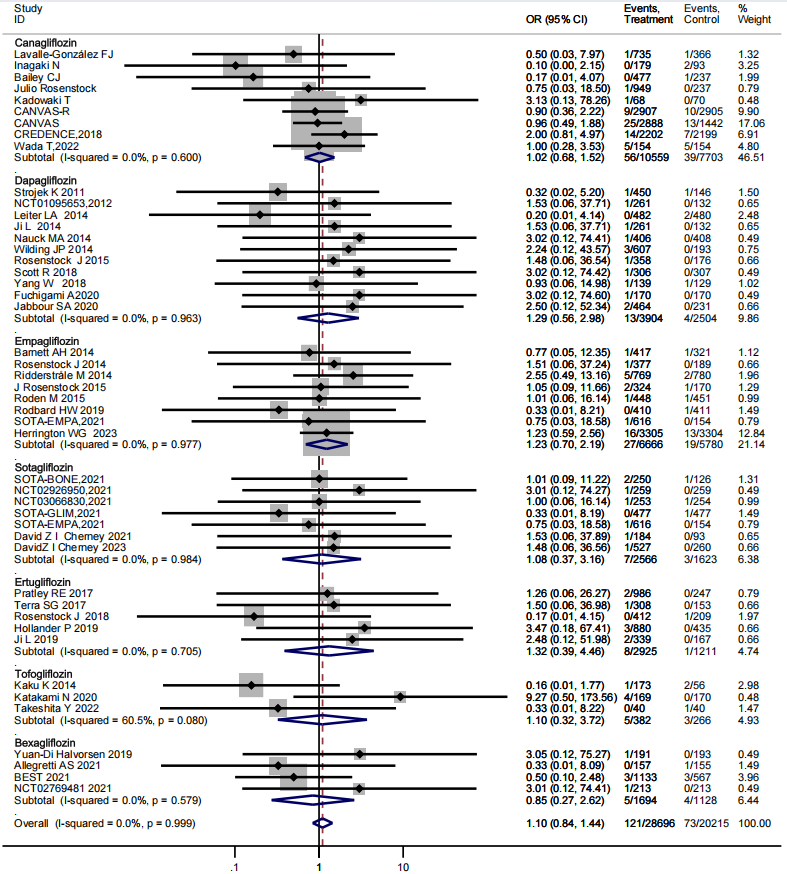 Study Events, Events, %
ID OR (95% CI) Treatment Control Weight
Canagliflozin
Lavalle-González FJ 0.50 (0.03, 7.97) 1/735 1/366 1.32
Inagaki N 0.10 (0.00, 2.15) 0/179 2/93 3.25
Bailey CJ 0.17 (0.01, 4.07) 0/477 1/237 1.99
Julio Rosenstock 0.75 (0.03, 18.50) 1/949 0/237 0.79
Kadowaki T 3.13 (0.13, 78.26) 1/68 0/70 0.48
CANVAS-R 0.90 (0.36, 2.22) 9/2907 10/2905 9.90
CANVAS 0.96 (0.49, 1.88) 25/2888 13/1442 17.06
CREDENCE,2018 2.00 (0.81, 4.97) 14/2202 7/2199 6.91
Wada T,2022 1.00 (0.28, 3.53) 5/154 5/154 4.80
Subtotal (I-squared = 0.0%, p = 0.600) 1.02 (0.68, 1.52) 56/10559 39/7703 46.51
.
Dapagliflozin
Strojek K 2011 0.32 (0.02, 5.20) 1/450 1/146 1.50
NCT01095653,2012 1.53 (0.06, 37.71) 1/261 0/132 0.65
Leiter LA 2014 0.20 (0.01, 4.14) 0/482 2/480 2.48
Ji L 2014 1.53 (0.06, 37.71) 1/261 0/132 0.65
Nauck MA 2014 3.02 (0.12, 74.41) 1/406 0/408 0.49
Wilding JP 2014 2.24 (0.12, 43.57) 3/607 0/193 0.75
Rosenstock J 2015 1.48 (0.06, 36.54) 1/358 0/176 0.66
Scott R 2018 3.02 (0.12, 74.42) 1/306 0/307 0.49
Yang W 2018 0.93 (0.06, 14.98) 1/139 1/129 1.02
Fuchigami A2020 3.02 (0.12, 74.60) 1/170 0/170 0.49
Jabbour SA 2020 2.50 (0.12, 52.34) 2/464 0/231 0.66
Subtotal (I-squared = 0.0%, p = 0.963) 1.29 (0.56, 2.98) 13/3904 4/2504 9.86
.
Empagliflozin
Barnett AH 2014 0.77 (0.05, 12.35) 1/417 1/321 1.12
Rosenstock J 2014 1.51 (0.06, 37.24) 1/377 0/189 0.66
Ridderstråle M 2014 2.55 (0.49, 13.16) 5/769 2/780 1.96
J Rosenstock 2015 1.05 (0.09, 11.66) 2/324 1/170 1.29
Roden M 2015 1.01 (0.06, 16.14) 1/448 1/451 0.99
Rodbard HW 2019 0.33 (0.01, 8.21) 0/410 1/411 1.49
SOTA-EMPA,2021 0.75 (0.03, 18.58) 1/616 0/154 0.79
Herrington WG 2023 1.23 (0.59, 2.56) 16/3305 13/3304 12.84
Subtotal (I-squared = 0.0%, p = 0.977) 1.23 (0.70, 2.19) 27/6666 19/5780 21.14
.
Sotagliflozin
SOTA-BONE,2021 1.01 (0.09, 11.22) 2/250 1/126 1.31
NCT02926950,2021 3.01 (0.12, 74.27) 1/259 0/259 0.49
NCT03066830,2021 1.00 (0.06, 16.14) 1/253 1/254 0.99
SOTA-GLIM,2021 0.33 (0.01, 8.19) 0/477 1/477 1.49
SOTA-EMPA,2021 0.75 (0.03, 18.58) 1/616 0/154 0.79
David Z I Cherney 2021 1.53 (0.06, 37.89) 1/184 0/93 0.65
DavidZ I Cherney 2023 1.48 (0.06, 36.56) 1/527 0/260 0.66
Subtotal (I-squared = 0.0%, p = 0.984) 1.08 (0.37, 3.16) 7/2566 3/1623 6.38
.
Ertugliflozin
Pratley RE 2017 1.26 (0.06, 26.27) 2/986 0/247 0.79
Terra SG 2017 1.50 (0.06, 36.98) 1/308 0/153 0.66
Rosenstock J 2018 0.17 (0.01, 4.15) 0/412 1/209 1.97
Hollander P 2019 3.47 (0.18, 67.41) 3/880 0/435 0.66
Ji L 2019 2.48 (0.12, 51.98) 2/339 0/167 0.66
Subtotal (I-squared = 0.0%, p = 0.705) 1.32 (0.39, 4.46) 8/2925 1/1211 4.74
.
Tofogliflozin
Kaku K 2014 0.16 (0.01, 1.77) 1/173 2/56 2.98
Katakami N 2020 9.27 (0.50, 173.56) 4/169 0/170 0.48
Takeshita Y 2022 0.33 (0.01, 8.22) 0/40 1/40 1.47
Subtotal (I-squared = 60.5%, p = 0.080) 1.10 (0.32, 3.72) 5/382 3/266 4.93
.
Bexagliflozin
Yuan-Di Halvorsen 2019 3.05 (0.12, 75.27) 1/191 0/193 0.49
Allegretti AS 2021 0.33 (0.01, 8.09) 0/157 1/155 1.49
BEST 2021 0.50 (0.10, 2.48) 3/1133 3/567 3.96
NCT02769481 2021 3.01 (0.12, 74.41) 1/213 0/213 0.49
Subtotal (I-squared = 0.0%, p = 0.579) 0.85 (0.27, 2.62) 5/1694 4/1128 6.44
.
Overall (I-squared = 0.0%, p = 0.999) 1.10 (0.84, 1.44) 121/28696 73/20215 100.00
.1 1 10